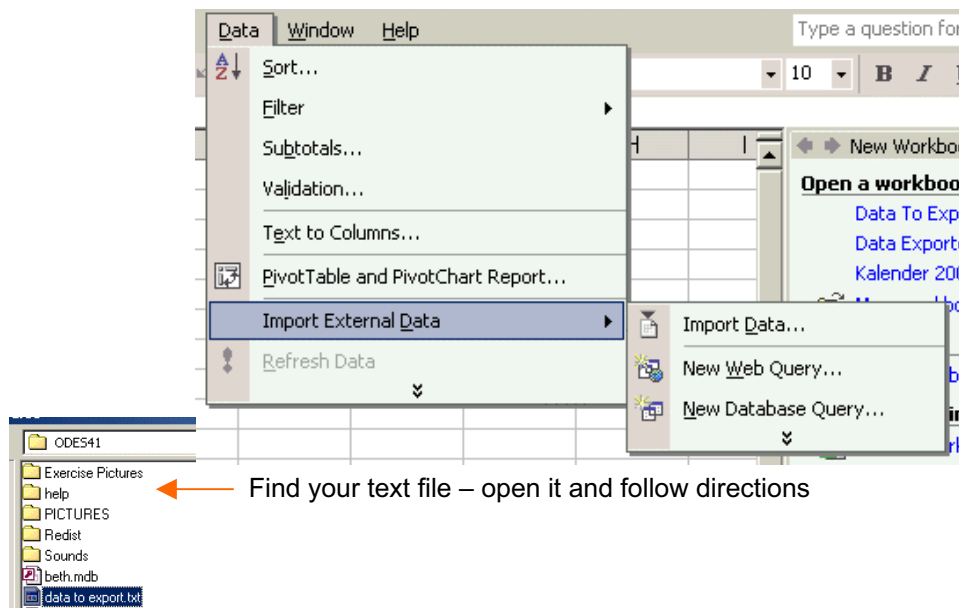 Data Window Help
Type a question for
Sort...
10 B I U
Filter
Subtotals...
H I
New Workboo
Validation...
Open a workboo
Data To Exp
Text to Columns...
Data Exporte
PivotTable and PivotChart Report...
Kalender 200
Import External Data
Import Data...
Refresh Data
New Web Query...
New Database Query...
ODES41
Exercise Pictures
help
Find your text file – open it and follow directions
PICTURES
Redist
Sounds
beth.mdb
data to export.txt